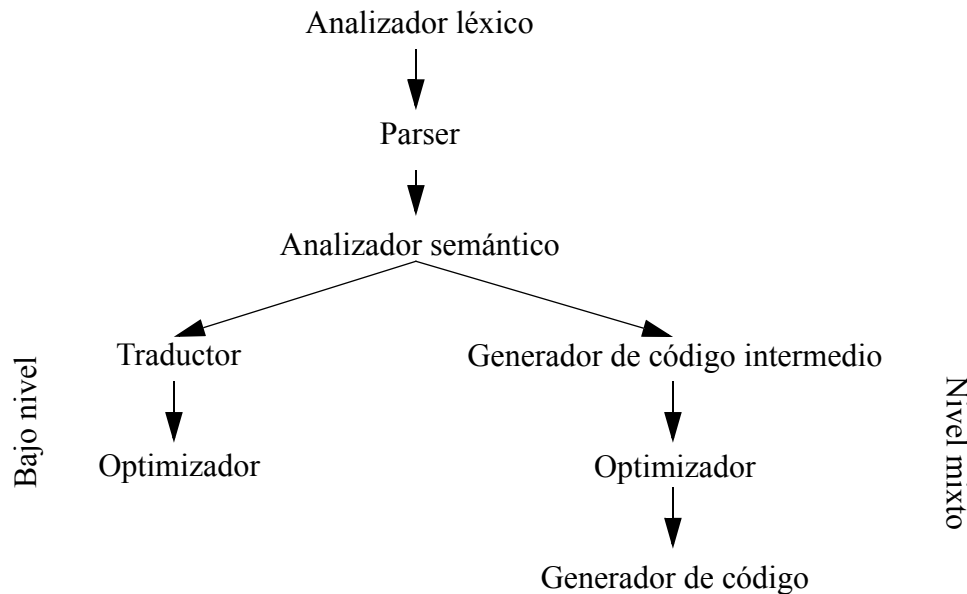 Analizador léxico
Parser
Analizador semántico
Traductor
Generador de código intermedio
Bajo nivel
Nivel mixto
Optimizador
Optimizador
Generador de código